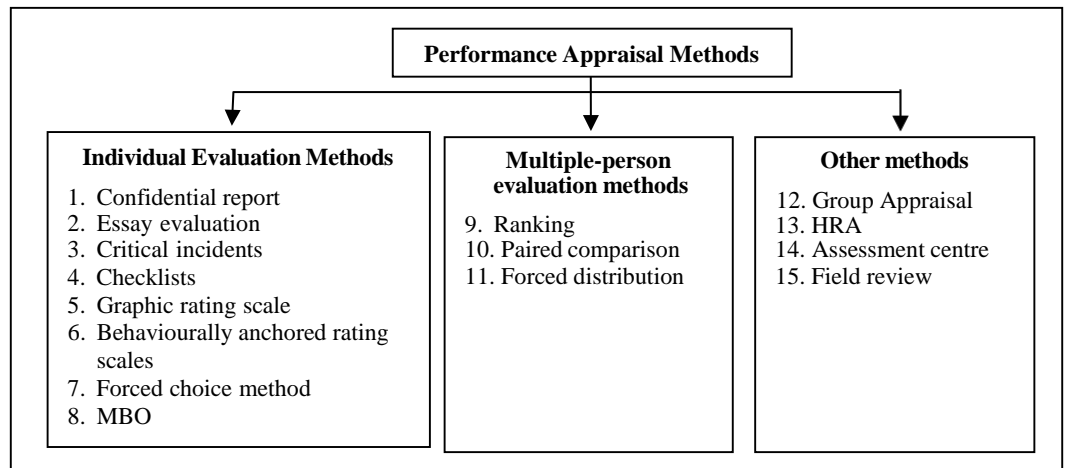 Performance Appraisal Methods
Individual Evaluation Methods
1. Confidential report
2. Essay evaluation
3. Critical incidents
4. Checklists
5. Graphic rating scale
6. Behaviourally anchored rating
scales
7. Forced choice method
8. MBO
Multiple-person
evaluation methods
9. Ranking
10. Paired comparison
11. Forced distribution
Other methods
12. Group Appraisal
13. HRA
14. Assessment centre
15. Field review